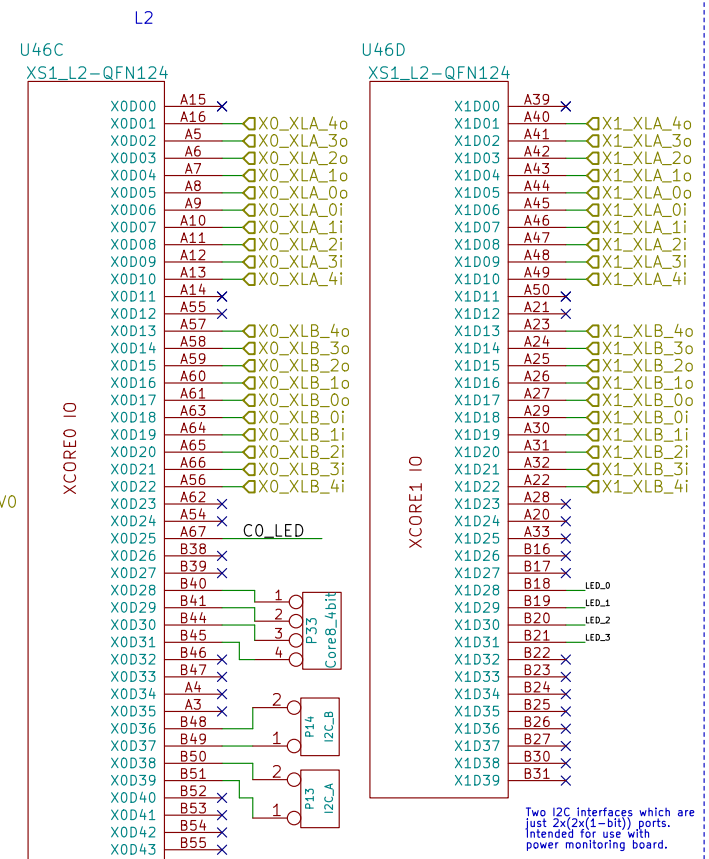 L2
U46C
XS1_L2-QFN124
X0D00 A15
X0D01 A16 X0_XLA_4o
X0D02 A5 X0_XLA_3o
X0D03 A6 X0_XLA_2o
X0D04 A7 X0_XLA_1o
X0D05 A8 X0_XLA_0o
X0D06 A9 X0_XLA_0i
X0D07 A10 X0_XLA_1i
X0D08 A11 X0_XLA_2i
X0D09 A12 X0_XLA_3i
X0D10 A13 X0_XLA_4i
X0D11 A14
X0D12 A55
X0D13 A57 X0_XLB_4o
X0D14 A58 X0_XLB_3o
X0D15 A59 X0_XLB_2o
X0D16 A60 X0_XLB_1o
X0D17 A61 X0_XLB_0o
X0D18 A63 X0_XLB_0i
X0D19 A64 X0_XLB_1i
X0D20 A65 X0_XLB_2i
X0D21 A66 X0_XLB_3i
X0D22 A56 X0_XLB_4i
X0D23 A62
X0D24 A54
X0D25 A67 C0_LED
X0D26 B38
X0D27 B39
X0D28 B40
X0D29 B41
X0D30 B44
X0D31 B45
X0D32 B46
X0D33 B47
X0D34 A4
X0D35 A3
X0D36 B48
X0D37 B49
X0D38 B50
X0D39 B51
X0D40 B52
X0D41 B53
X0D42 B54
X0D43 B55
XCORE0 IO
V0
1
2
3
4
P33
Core8_4bit
2
1
P14
I2C_B
2
1
P13
I2C_A
U46D
XS1_L2-QFN124
X1D00 A39
X1D01 A40 X1_XLA_4o
X1D02 A41 X1_XLA_3o
X1D03 A42 X1_XLA_2o
X1D04 A43 X1_XLA_1o
X1D05 A44 X1_XLA_0o
X1D06 A45 X1_XLA_0i
X1D07 A46 X1_XLA_1i
X1D08 A47 X1_XLA_2i
X1D09 A48 X1_XLA_3i
X1D10 A49 X1_XLA_4i
X1D11 A50
X1D12 A21
X1D13 A23 X1_XLB_4o
X1D14 A24 X1_XLB_3o
X1D15 A25 X1_XLB_2o
X1D16 A26 X1_XLB_1o
X1D17 A27 X1_XLB_0o
X1D18 A29 X1_XLB_0i
X1D19 A30 X1_XLB_1i
X1D20 A31 X1_XLB_2i
X1D21 A32 X1_XLB_3i
X1D22 A22 X1_XLB_4i
X1D23 A28
X1D24 A20
X1D25 A33
X1D26 B16
X1D27 B17
X1D28 B18 LED_0
X1D29 B19 LED_1
X1D30 B20 LED_2
X1D31 B21 LED_3
X1D32 B22
X1D33 B23
X1D34 B24
X1D35 B25
X1D36 B26
X1D37 B27
X1D38 B30
X1D39 B31
XCORE1 IO
Two I2C interfaces which are
just 2x(2x(1-bit)) ports.
Intended for use with
power monitoring board.